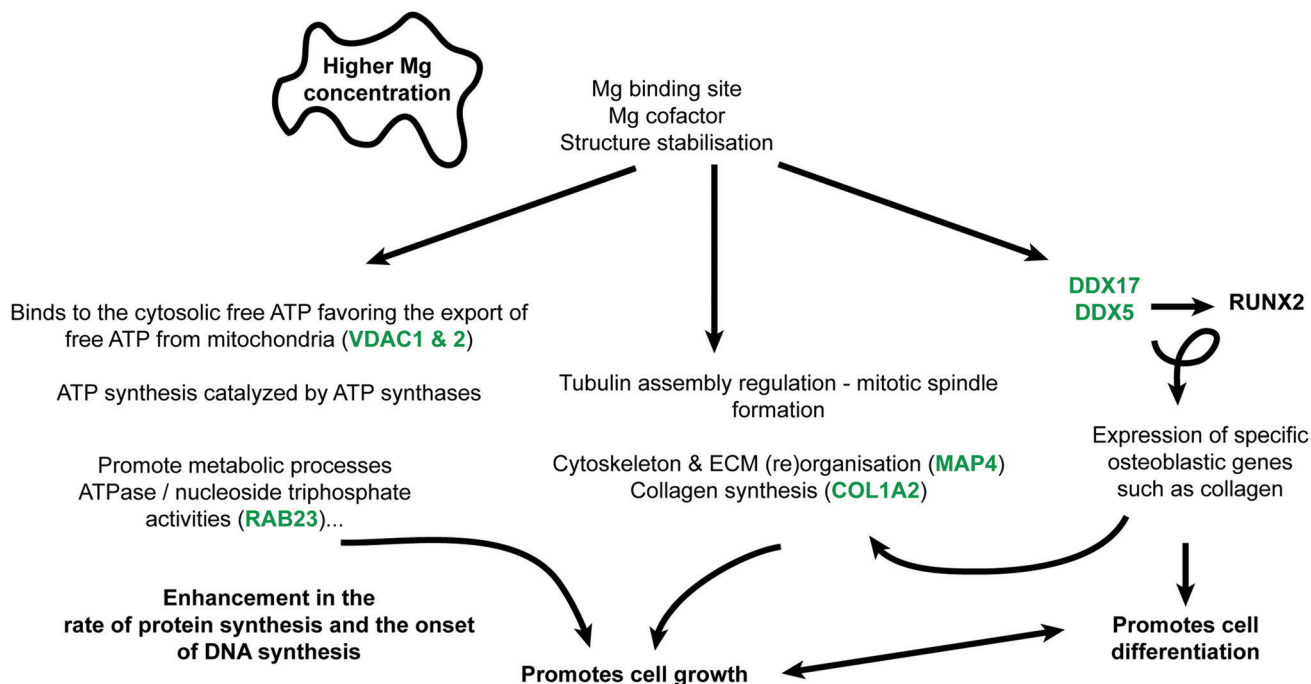 Higher Mg
concentration
Mg binding site
Mg cofactor
Structure stabilisation
Binds to the cytosolic free ATP favoring the export of
free ATP from mitochondria (VDAC1 & 2)
ATP synthesis catalyzed by ATP synthases
Promote metabolic processes
ATPase / nucleoside triphosphate
activities (RAB23)...
Enhancement in the
rate of protein synthesis and the onset
of DNA synthesis
Tubulin assembly regulation - mitotic spindle
formation
Cytoskeleton & ECM (re)organisation (MAP4)
Collagen synthesis (COL1A2)
DDX17
DDX5
RUNX2
Expression of specific
osteoblastic genes
such as collagen
Promotes cell growth
Promotes cell
differentiation